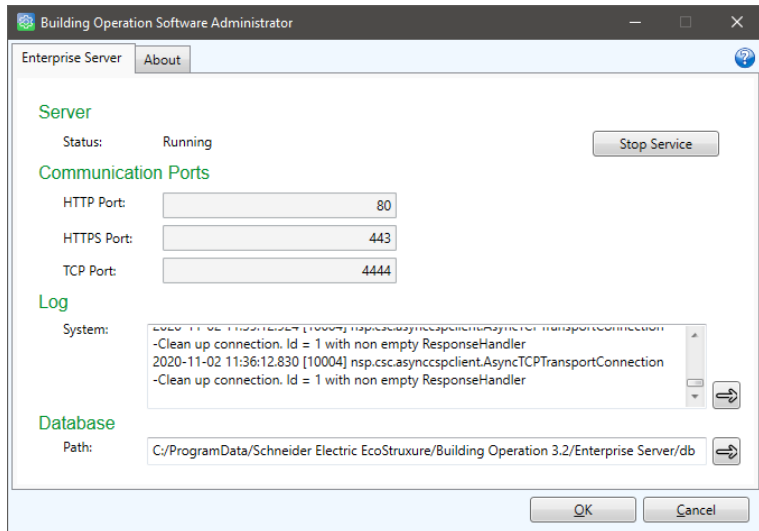 Building Operation Software Administrator
Enterprise Server
About
Server
Status: Running
Stop Service
Communication Ports
HTTP Port: 80
HTTPS Port: 443
TCP Port: 4444
Log
System:
-Clean up connection. Id = 1 with non empty ResponseHandler
2020-11-02 11:36:12.830 [10004] nsp.csc.asynccspclient.AsyncTCPTransportConnection
-Clean up connection. Id = 1 with non empty ResponseHandler
Database
Path: C:/ProgramData/Schneider Electric EcoStruxure/Building Operation 3.2/Enterprise Server/db
OK
Cancel